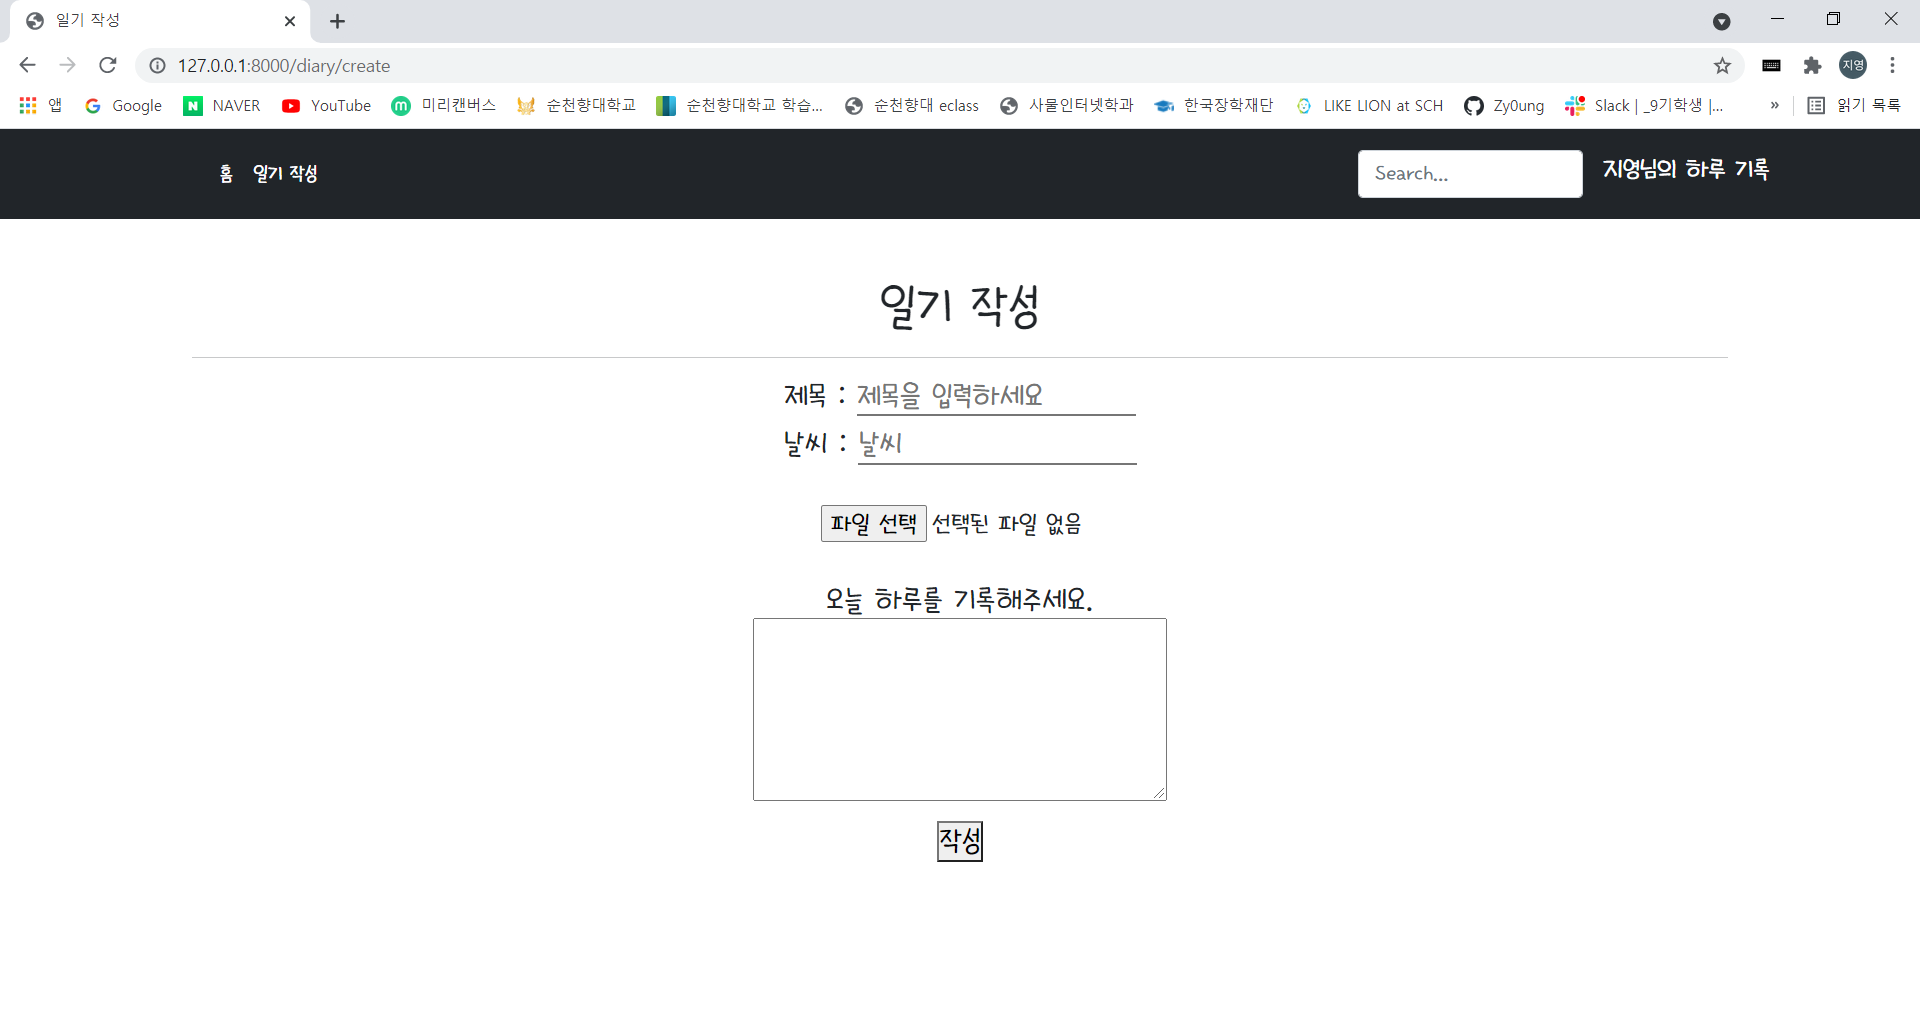 일기 작성
127.0.0.1:8000/diary/create
앱 Google NAVER YouTube 미리캔버스 순천향대학교 순천향대학교 학습... 순천향대 eclass 사물인터넷학과 한국장학재단 LIKE LION at SCH Zy0ung Slack | _9기학생 |... » 읽기 목록
지영
홈 일기 작성 Search... 지영님의 하루 기록
일기 작성
제목 : 제목을 입력하세요
날씨 : 날씨
파일 선택 선택된 파일 없음
오늘 하루를 기록해주세요.
작성